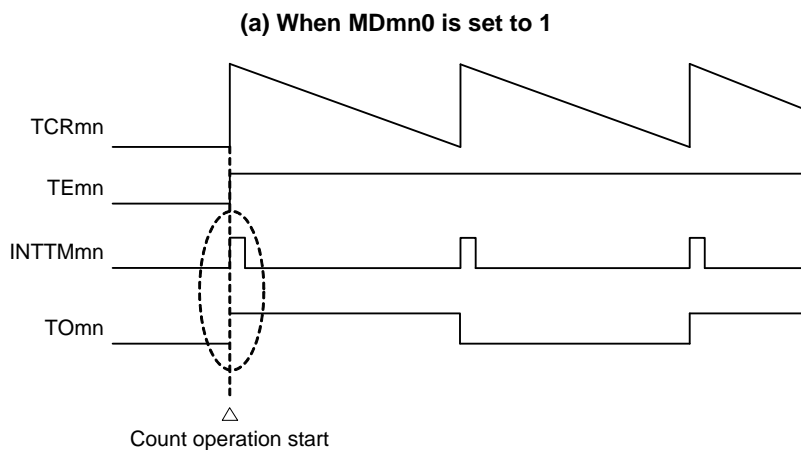 (a) When MDmn0 is set to 1
TCRmn
TEmn
INTTMmn
TOmn
Count operation start